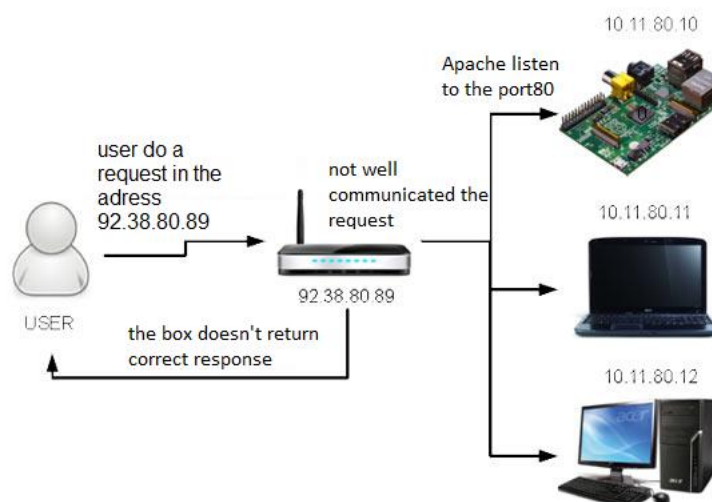 10.11.80.10
Apache listen
to the port80
user do a
request in the
adress
92.38.80.89
not well
communicated the
request
10.11.80.11
92.38.80.89
USER
the box doesn't return
correct response
10.11.80.12
acer